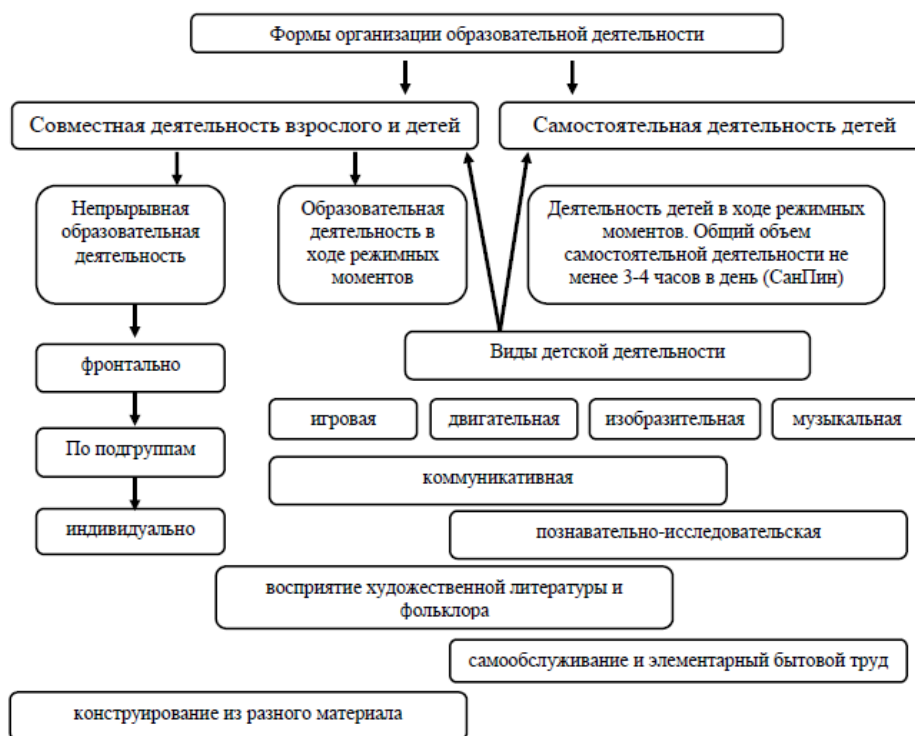 Формы организации образовательной деятельности
Совместная деятельность взрослого и детей
Самостоятельная деятельность детей
Непрырывная
образовательная
деятельность
Образовательная
деятельность в
ходе режимных
моментов
Деятельность детей в ходе режимных
моментов. Общий объем
самостоятельной деятельности не
менее 3-4 часов в день (СанПин)
Виды детской деятельности
фронтально
По подгруппам
индивидуально
игровая
двигательная
изобразительная
музыкальная
коммуникативная
познавательно-исследовательская
восприятие художественной литературы и
фольклора
самообслуживание и элементарный бытовой труд
конструирование из разного материала